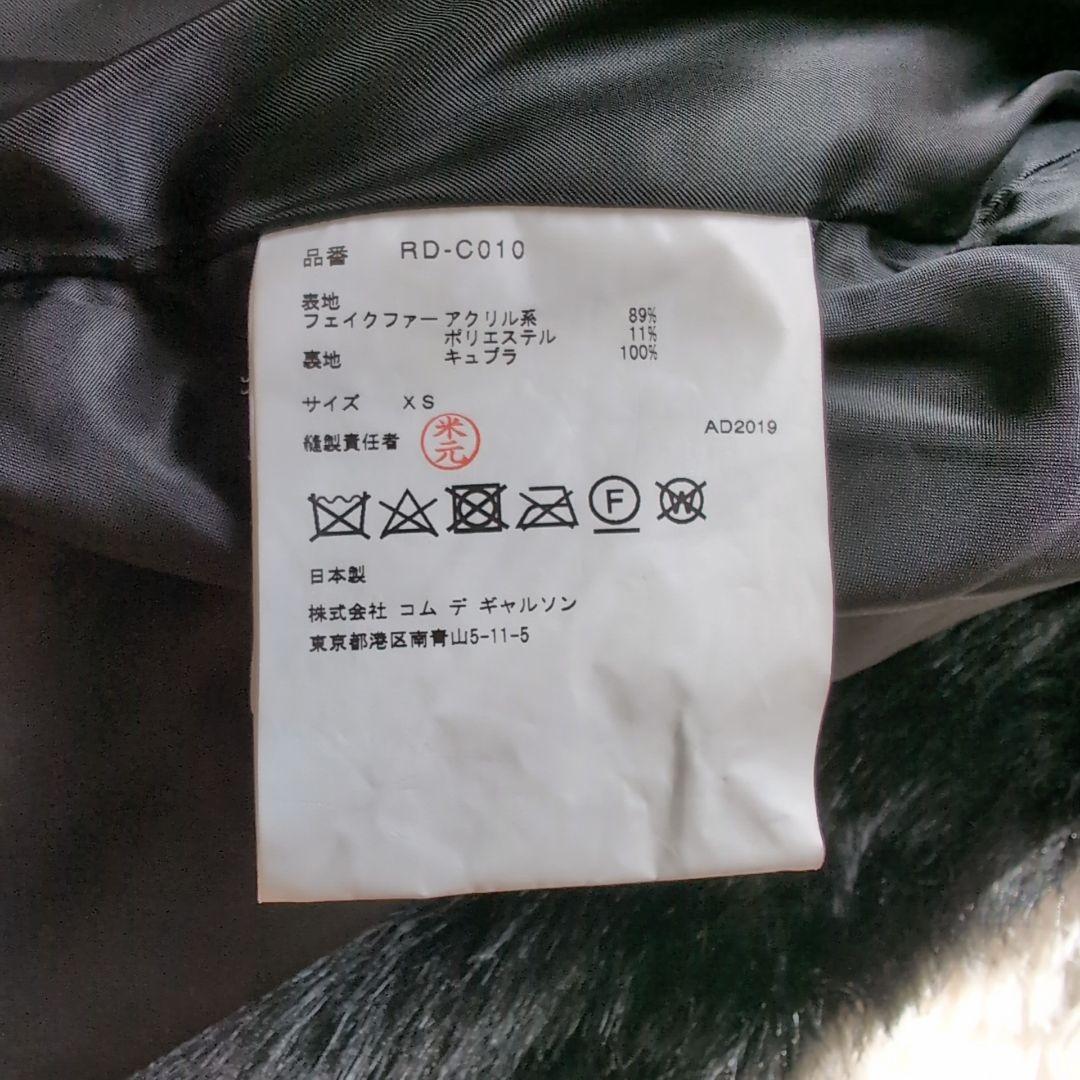 品番 RD-C010
表地
フェイクファー アクリル系 89%
ポリエステル 11%
裏地 キュプラ 100%
サイズ XS
縫製責任者 米元
AD2019
F W
日本製
株式会社 コム デ ギャルソン
東京都港区南青山5-11-5